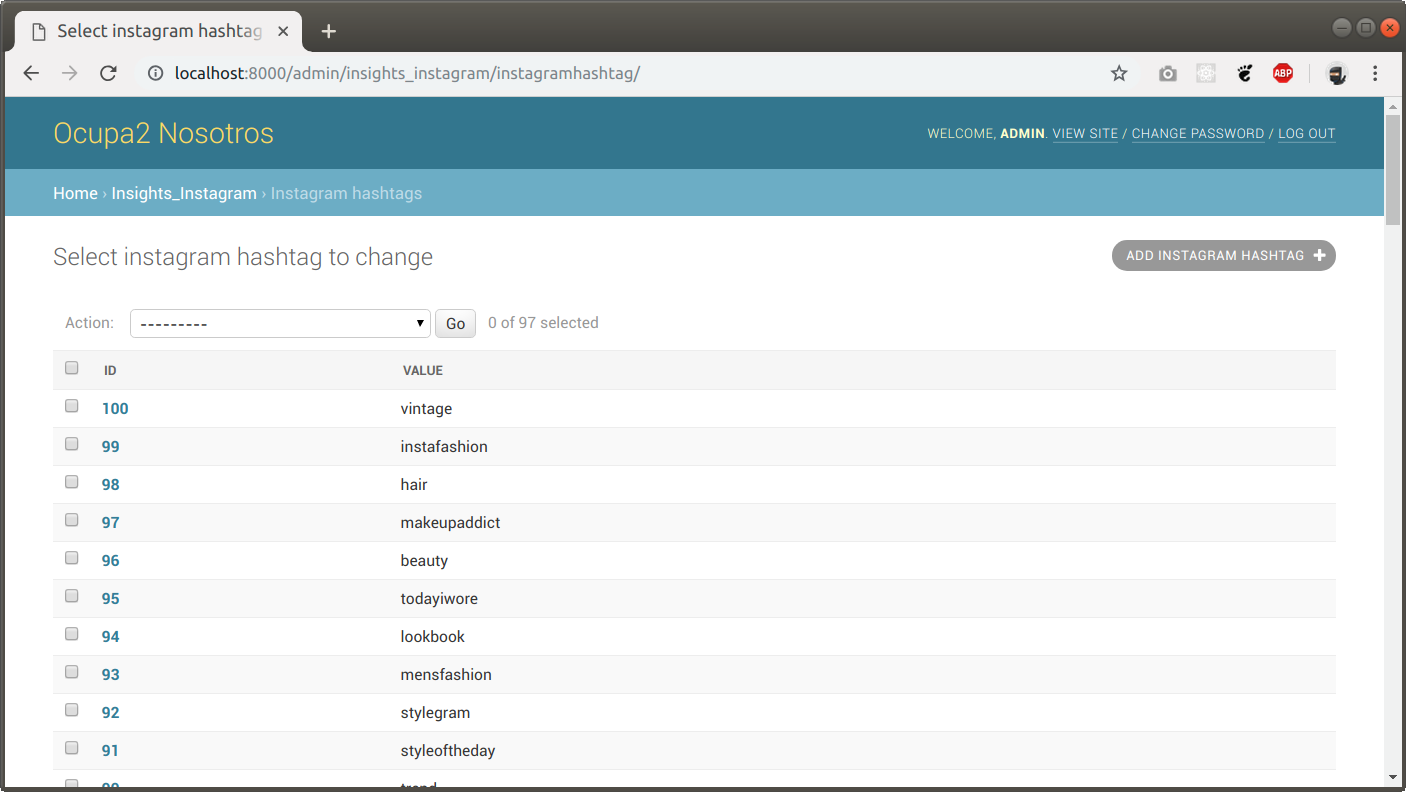 Select instagram hashtag
localhost:8000/admin/insights_instagram/instagramhashtag/
ABP
Ocupa2 Nosotros
WELCOME, ADMIN. VIEW SITE / CHANGE PASSWORD / LOG OUT
Home › Insights_Instagram › Instagram hashtags
Select instagram hashtag to change
ADD INSTAGRAM HASHTAG +
Action: --------- Go 0 of 97 selected
ID VALUE
100 vintage
99 instafashion
98 hair
97 makeupaddict
96 beauty
95 todayiwore
94 lookbook
93 mensfashion
92 stylegram
91 styleoftheday
90 trend